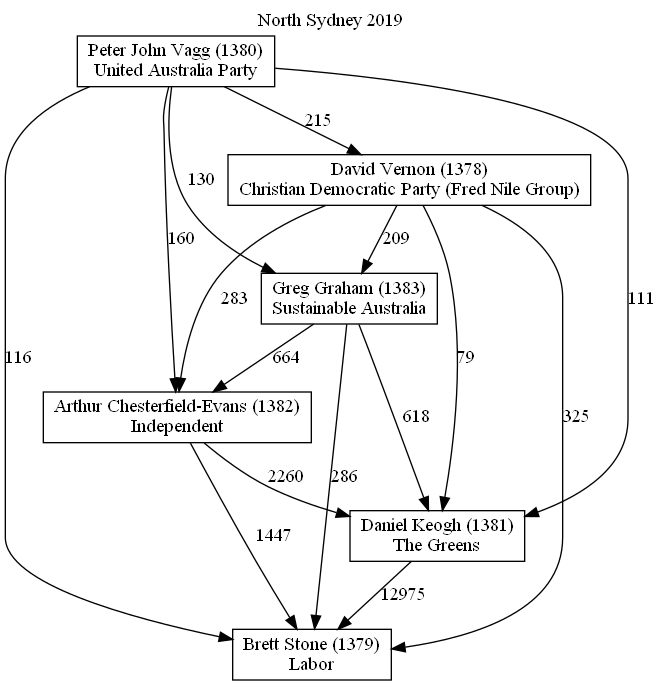 North Sydney 2019
Peter John Vagg (1380)
United Australia Party
215
David Vernon (1378)
Christian Democratic Party (Fred Nile Group)
130
160
209
283
111
Greg Graham (1383)
Sustainable Australia
116
664
79
Arthur Chesterfield-Evans (1382)
Independent
618
325
2260
286
Daniel Keogh (1381)
The Greens
1447
12975
Brett Stone (1379)
Labor